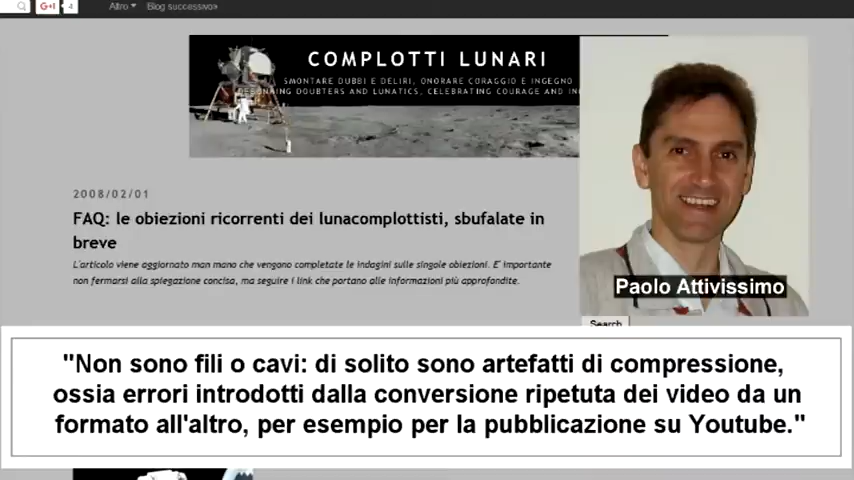 G+1 4 Altro Blog successivo»
COMPLOTTI LUNARI
SMONTARE DUBBI E DELIRI, ONORARE CORAGGIO E INGEGNO
DEBUNKING DOUBTERS AND LUNATICS, CELEBRATING COURAGE AND
2008/02/01
FAQ: le obiezioni ricorrenti dei lunacomplottisti, sbufalate in
breve
L'articolo viene aggiornato man mano che vengono completate le indagini sulle singole obiezioni. E' importante
non fermarsi alla spiegazione concisa, ma seguire i link che portano alle informazioni più approfondite.
Paolo Attivissimo
Search
"Non sono fili o cavi: di solito sono artefatti di compressione,
ossia errori introdotti dalla conversione ripetuta dei video da un
formato all'altro, per esempio per la pubblicazione su Youtube."